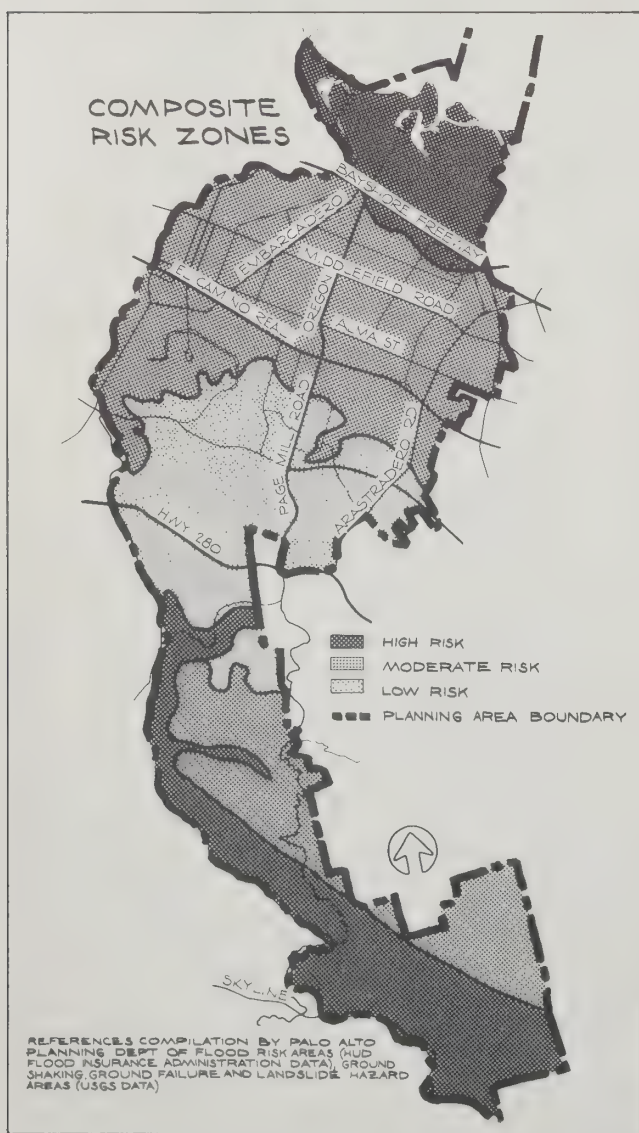 COMPOSITE
RISK ZONES
BAYSHORE FREEWAY
EMBARCADERO
MIDDLEFIELD ROAD
EL CAMINO REAL
OREGON
ALMA ST.
PAGE MILL ROAD
ARASTRADERO RD
HWY 280
HIGH RISK
MODERATE RISK
LOW RISK
PLANNING AREA BOUNDARY
SKYLINE
REFERENCES COMPILATION BY PALO ALTO
PLANNING DEPT OF FLOOD RISK AREAS (HUD
FLOOD INSURANCE ADMINISTRATION DATA), GROUND
SHAKING, GROUND FAILURE AND LANDSLIDE HAZARD
AREAS (USGS DATA)